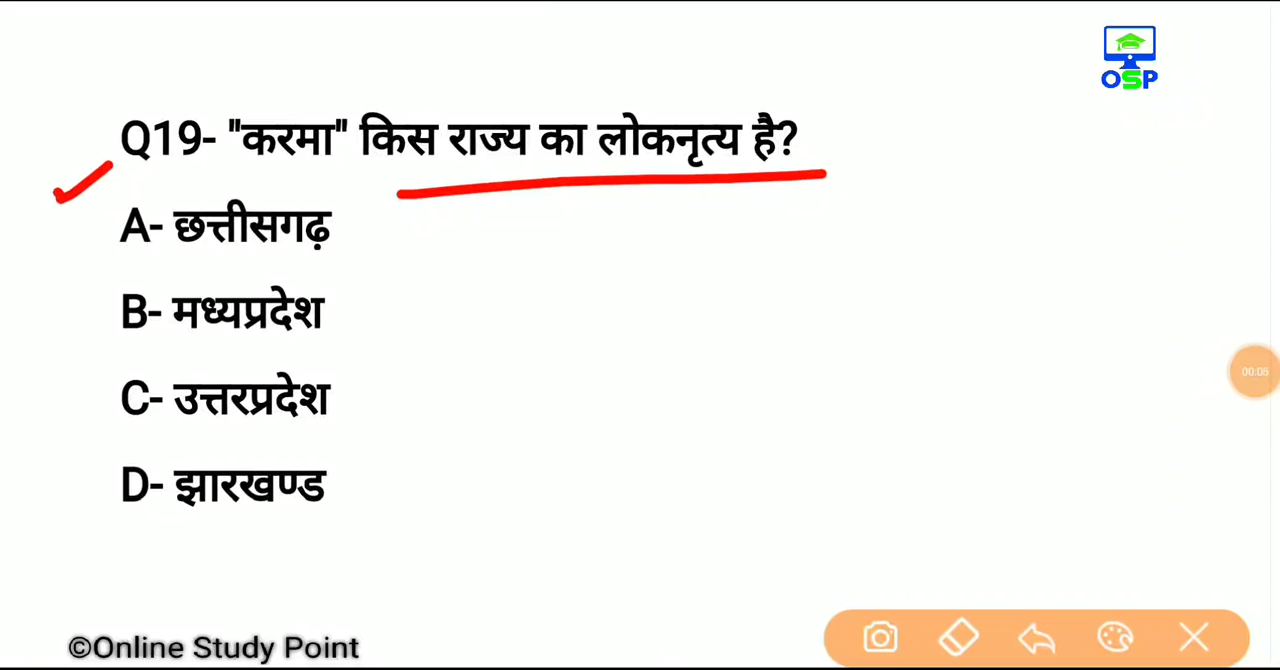 OSP
Q19- "करमा" किस राज्य का लोकनृत्य है?
A- छत्तीसगढ़
B- मध्यप्रदेश
C- उत्तरप्रदेश
D- झारखण्ड
00:08
©Online Study Point